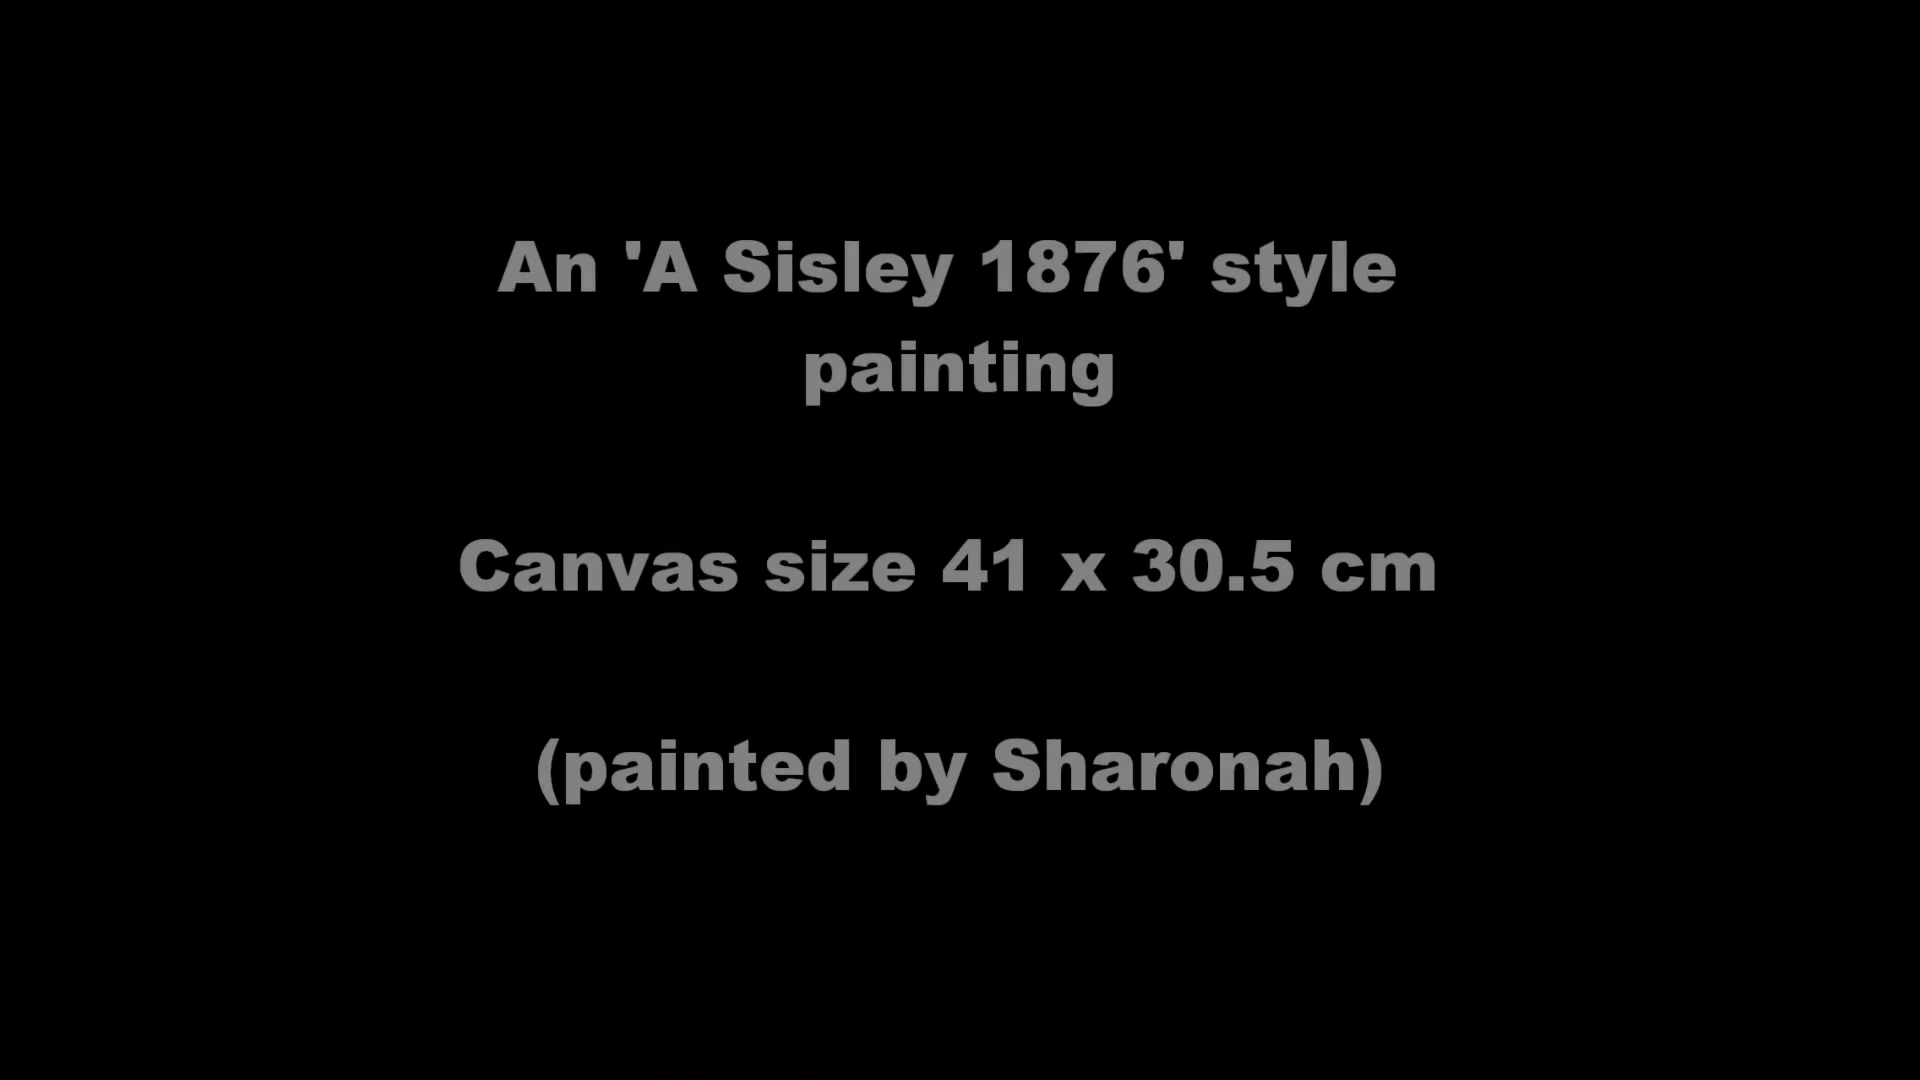 An 'A Sisley 1876' style
painting
Canvas size 41 x 30.5 cm
(painted by Sharonah)